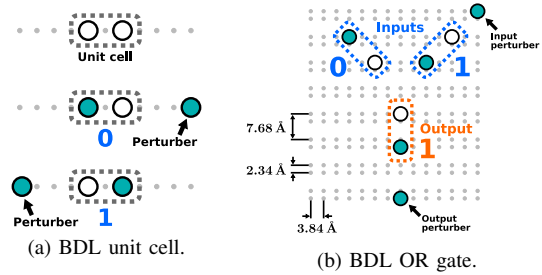 Unit cell
0
Perturber
1
Perturber
(a) BDL unit cell.
Inputs
Input
perturber
0
1
7.68 Å
Output
1
2.34 Å
3.84 Å
Output
perturber
(b) BDL OR gate.